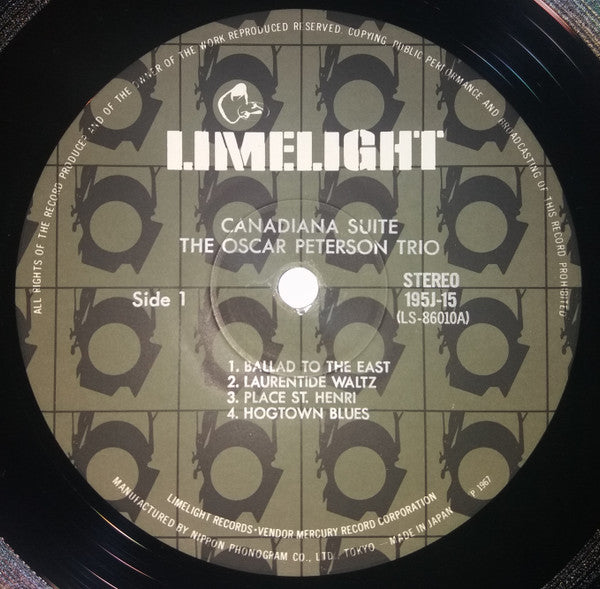 ALL RIGHTS OF THE RECORD PRODUCER AND OF THE OWNER OF THE WORK REPRODUCED RESERVED. COPYING, PUBLIC PERFORMANCE AND BROADCASTING OF THIS RECORD PROHIBITED
LIMELIGHT
CANADIANA SUITE
THE OSCAR PETERSON TRIO
Side 1
STEREO
195J-15
(LS-86010A)
1. BALLAD TO THE EAST
2. LAURENTIDE WALTZ
3. PLACE ST. HENRI
4. HOGTOWN BLUES
LIMELIGHT RECORDS·VENDOR MERCURY RECORD CORPORATION
P 1967
MANUFACTURED BY NIPPON PHONOGRAM CO., LTD., TOKYO. MADE IN JAPAN